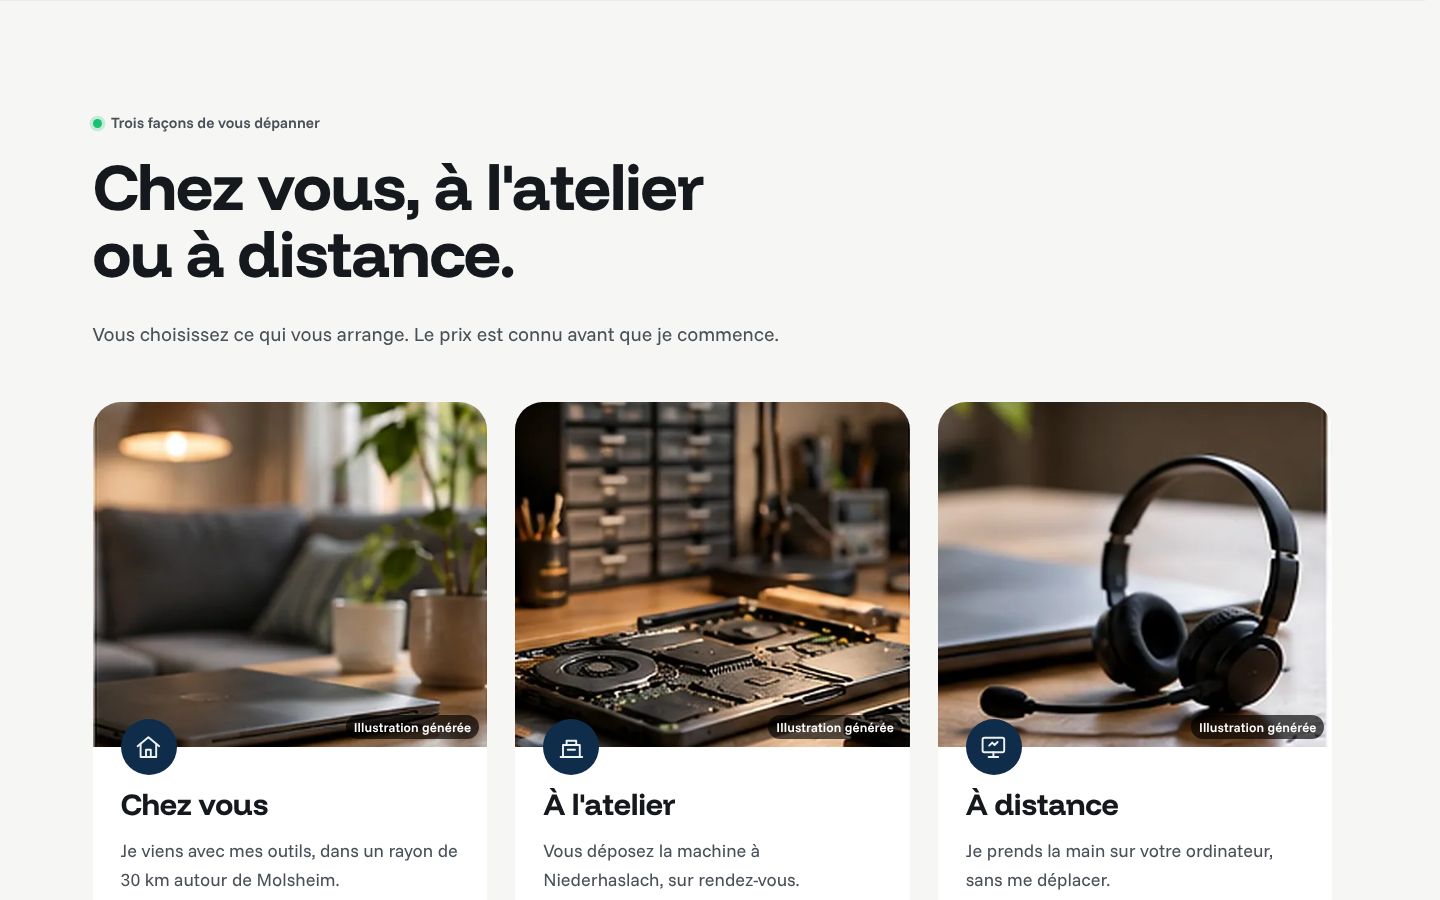 Trois façons de vous dépanner
Chez vous, à l'atelier
ou à distance.
Vous choisissez ce qui vous arrange. Le prix est connu avant que je commence.
Illustration générée
Illustration générée
Illustration générée
Chez vous
Je viens avec mes outils, dans un rayon de
30 km autour de Molsheim.
À l'atelier
Vous déposez la machine à
Niederhaslach, sur rendez-vous.
À distance
Je prends la main sur votre ordinateur,
sans me déplacer.